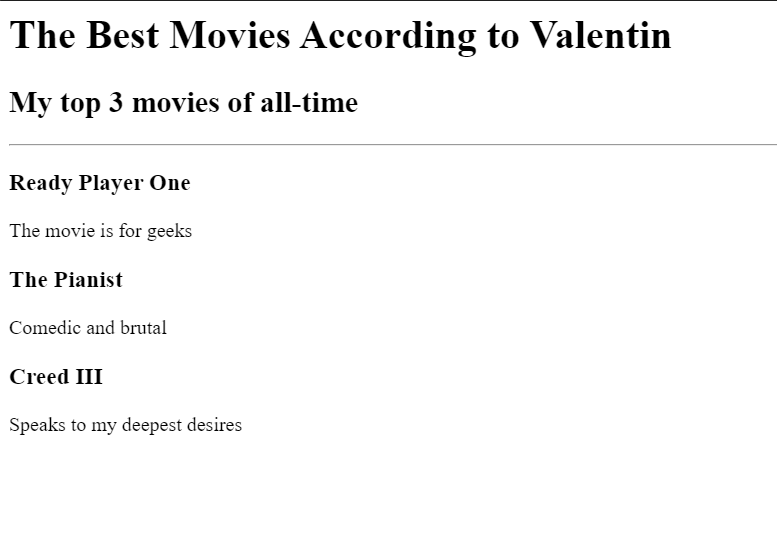 The Best Movies According to Valentin
My top 3 movies of all-time
Ready Player One
The movie is for geeks
The Pianist
Comedic and brutal
Creed III
Speaks to my deepest desires